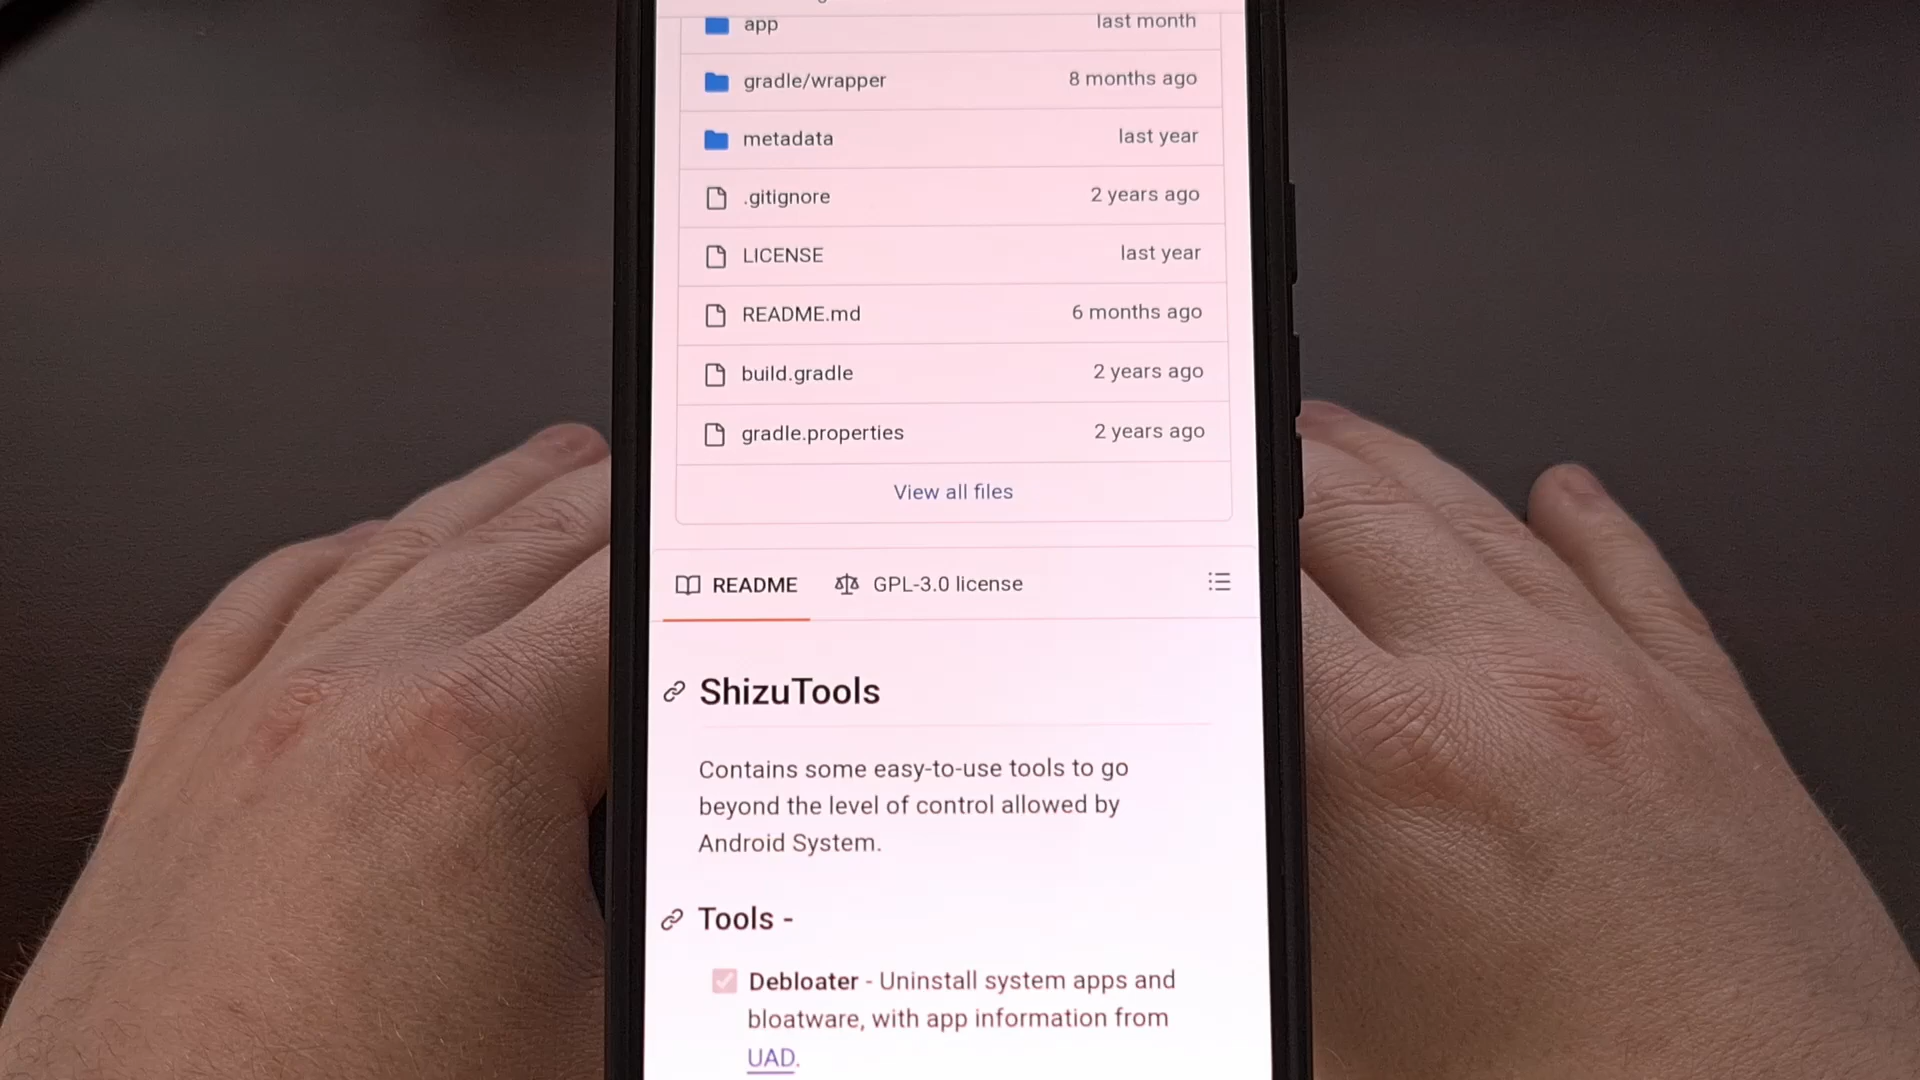 app last month
gradle/wrapper 8 months ago
metadata last year
.gitignore 2 years ago
LICENSE last year
README.md 6 months ago
build.gradle 2 years ago
gradle.properties 2 years ago
View all files
README GPL-3.0 license
ShizuTools
Contains some easy-to-use tools to go
beyond the level of control allowed by
Android System.
Tools -
Debloater - Uninstall system apps and
bloatware, with app information from
UAD.